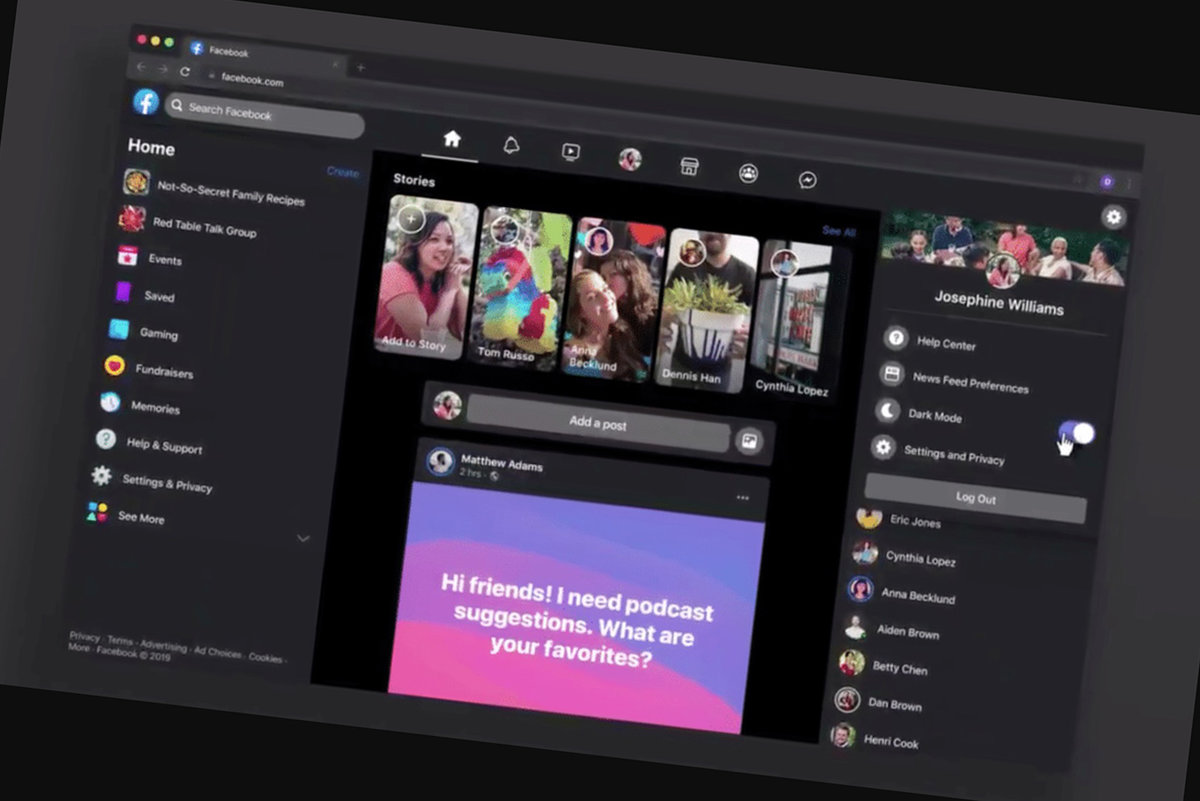 Facebook
facebook.com
Search Facebook
Home
Create
Not-So-Secret Family Recipes
Red Table Talk Group
Events
Saved
Gaming
Fundraisers
Memories
Help & Support
Settings & Privacy
See More
Privacy · Terms · Advertising · Ad Choices · Cookies ·
More · Facebook © 2019
Stories
See All
Add to Story
Tom Russo
Anna
Becklund
Dennis Han
Cynthia Lopez
Add a post
Matthew Adams
2 hrs ·
Hi friends! I need podcast
suggestions. What are
your favorites?
Josephine Williams
Help Center
News Feed Preferences
Dark Mode
Settings and Privacy
Log Out
Eric Jones
Cynthia Lopez
Anna Becklund
Aiden Brown
Betty Chen
Dan Brown
Henri Cook